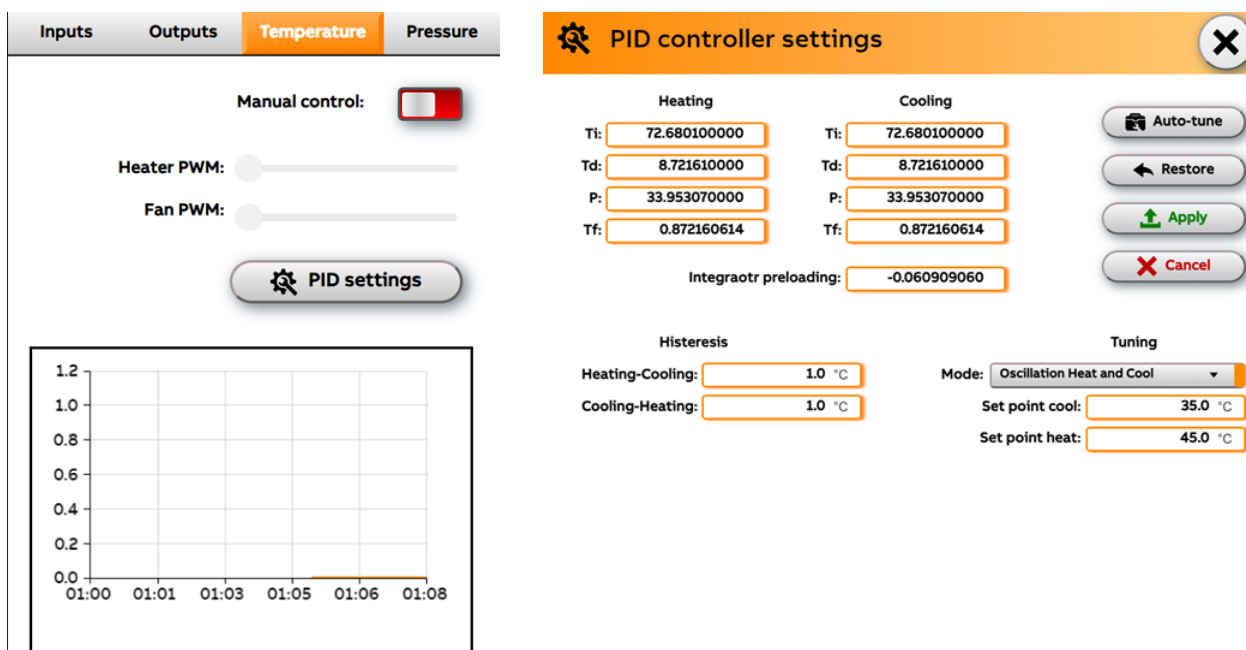 Inputs Outputs Temperature Pressure
Manual control:
Heater PWM:
Fan PWM:
PID settings
1.2
1.0
0.8
0.6
0.4
0.2
0.0
01:00 01:01 01:03 01:05 01:06 01:08
PID controller settings
Heating Cooling
Ti: 72.680100000 Ti: 72.680100000
Td: 8.721610000 Td: 8.721610000
P: 33.953070000 P: 33.953070000
Tf: 0.872160614 Tf: 0.872160614
Integraotr preloading: -0.060909060
Auto-tune
Restore
Apply
Cancel
Histeresis
Heating-Cooling: 1.0 °C
Cooling-Heating: 1.0 °C
Tuning
Mode: Oscillation Heat and Cool
Set point cool: 35.0 °C
Set point heat: 45.0 °C